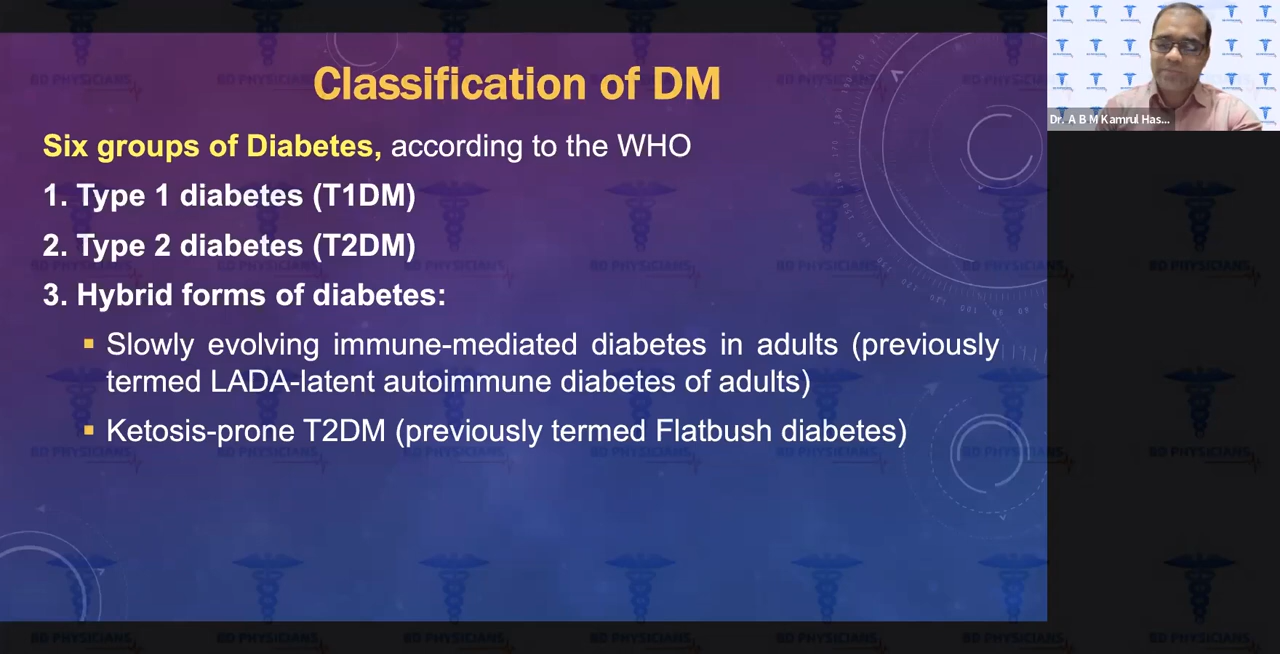 Classification of DM
Six groups of Diabetes, according to the WHO
1. Type 1 diabetes (T1DM)
2. Type 2 diabetes (T2DM)
3. Hybrid forms of diabetes:
▪ Slowly evolving immune-mediated diabetes in adults (previously
termed LADA-latent autoimmune diabetes of adults)
▪ Ketosis-prone T2DM (previously termed Flatbush diabetes)
Dr. A B M Kamrul Has...
BD PHYSICIANS